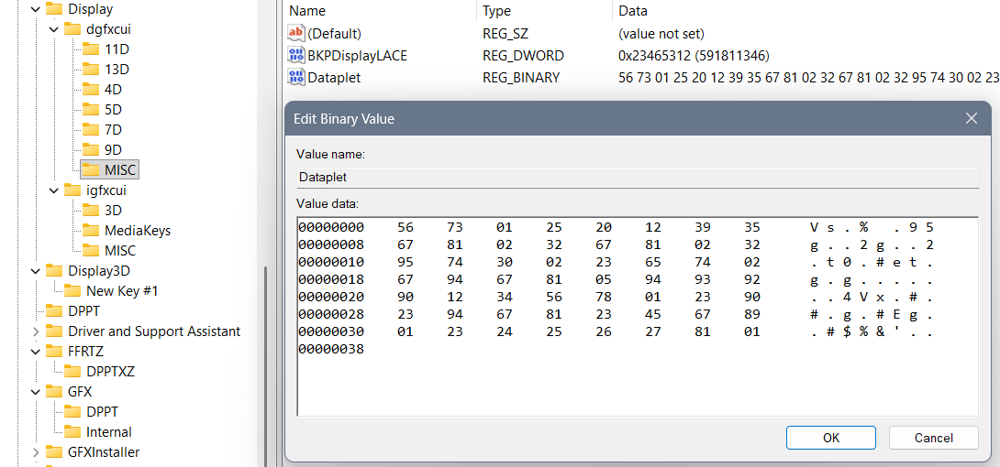 Display
dgfxcui
11D
13D
4D
5D
7D
9D
MISC
igfxcui
3D
MediaKeys
MISC
Display3D
New Key #1
DPPT
Driver and Support Assistant
FFRTZ
DPPTXZ
GFX
DPPT
Internal
GFXInstaller
Name Type Data
(Default) REG_SZ (value not set)
BKPDisplayLACE REG_DWORD 0x23465312 (591811346)
Dataplet REG_BINARY 56 73 01 25 20 12 39 35 67 81 02 32 67 81 02 32 95 74 30 02 23
Edit Binary Value
Value name:
Dataplet
Value data:
00000000 56 73 01 25 20 12 39 35 V s . % . 9 5
00000008 67 81 02 32 67 81 02 32 g . . 2 g . . 2
00000010 95 74 30 02 23 65 74 02 . t 0 . # e t .
00000018 67 94 67 81 05 94 93 92 g . g . . . . .
00000020 90 12 34 56 78 01 23 90 . . 4 V x . # .
00000028 23 94 67 81 23 45 67 89 # . g . # E g .
00000030 01 23 24 25 26 27 81 01 . # $ % & ' . .
00000038
OK Cancel